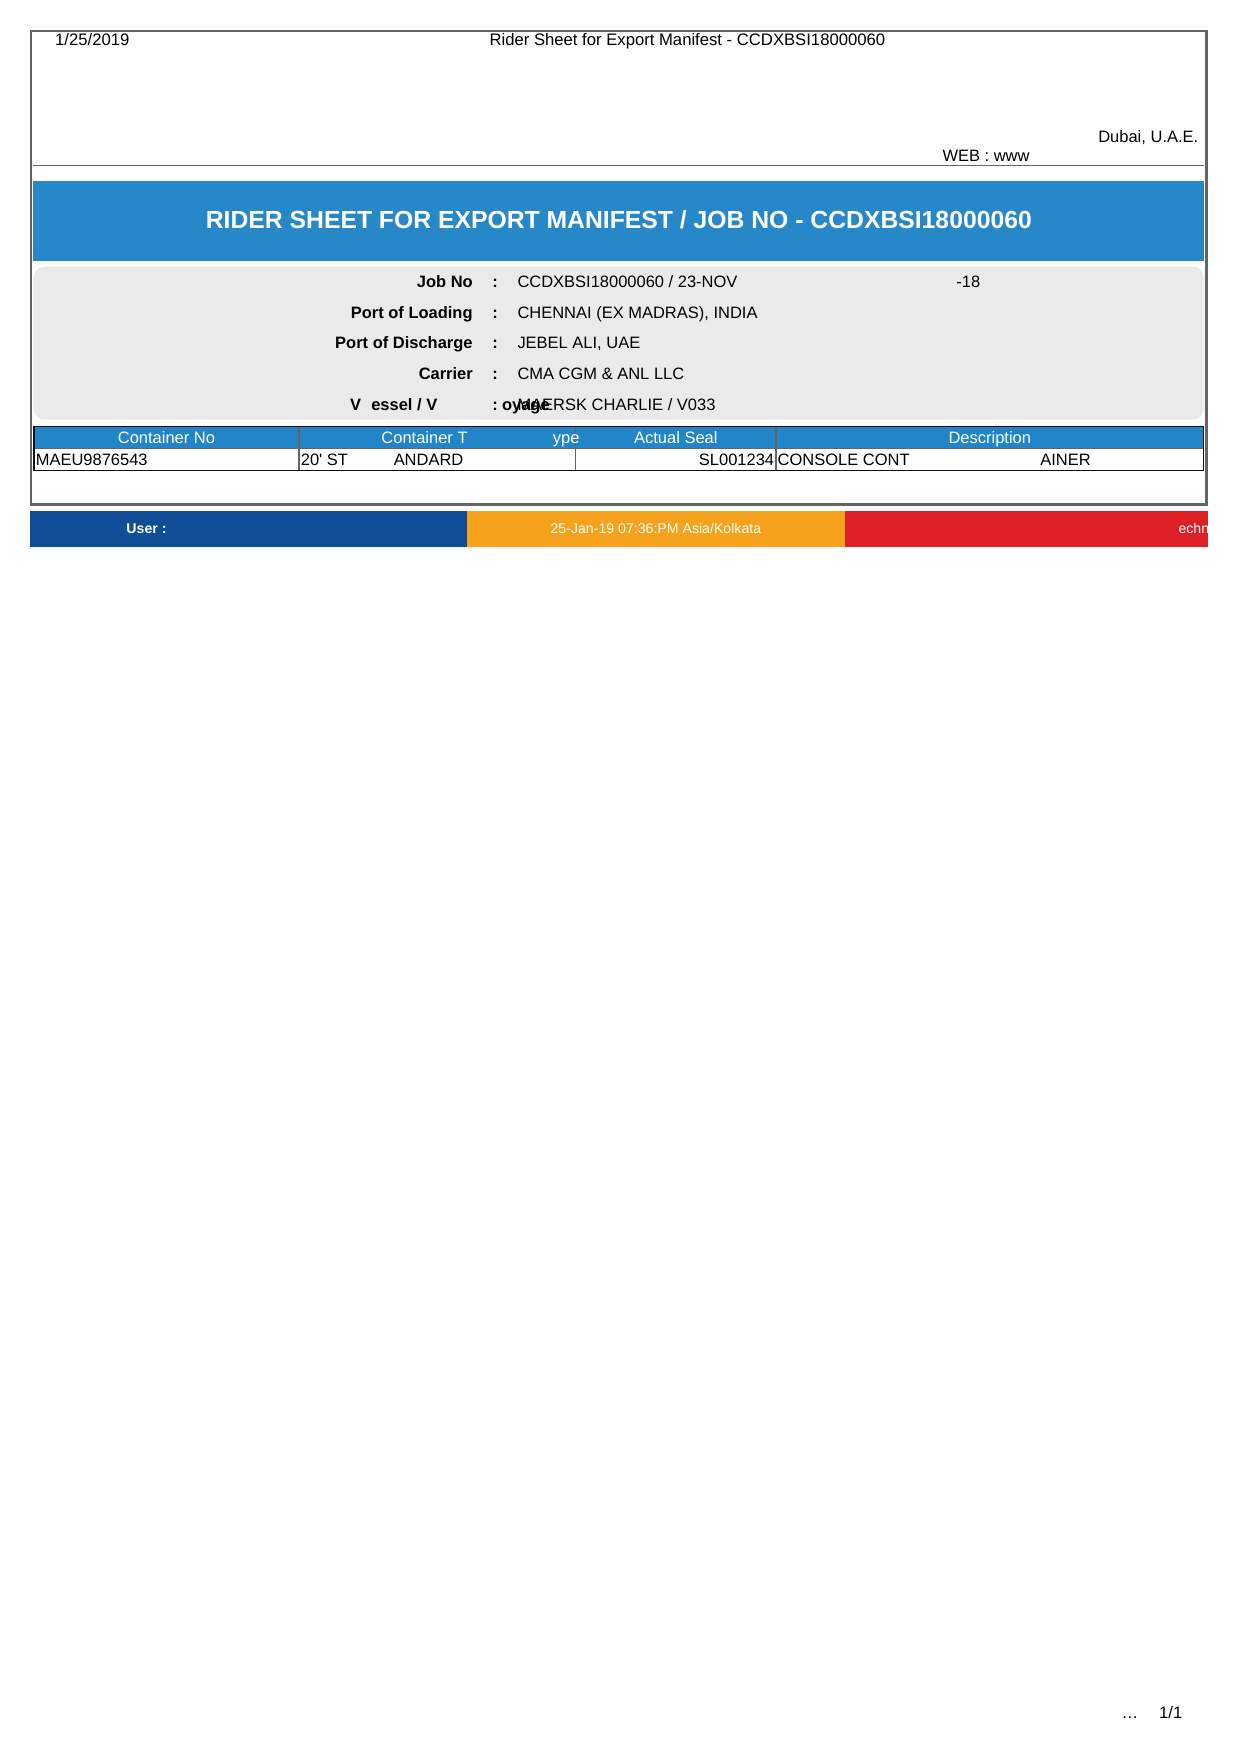 1/25/2019 Rider Sheet for Export Manifest - CCDXBSI18000060
Dubai, U.A.E.
WEB : www
RIDER SHEET FOR EXPORT MANIFEST / JOB NO - CCDXBSI18000060
Job No : CCDXBSI18000060 / 23-NOV -18
Port of Loading : CHENNAI (EX MADRAS), INDIA
Port of Discharge : JEBEL ALI, UAE
Carrier : CMA CGM & ANL LLC
V essel / V oyage : MAERSK CHARLIE / V033
Container No Container T ype Actual Seal Description
MAEU9876543 20' ST ANDARD SL001234 CONSOLE CONT AINER
User : 25-Jan-19 07:36:PM Asia/Kolkata echn
… 1/1